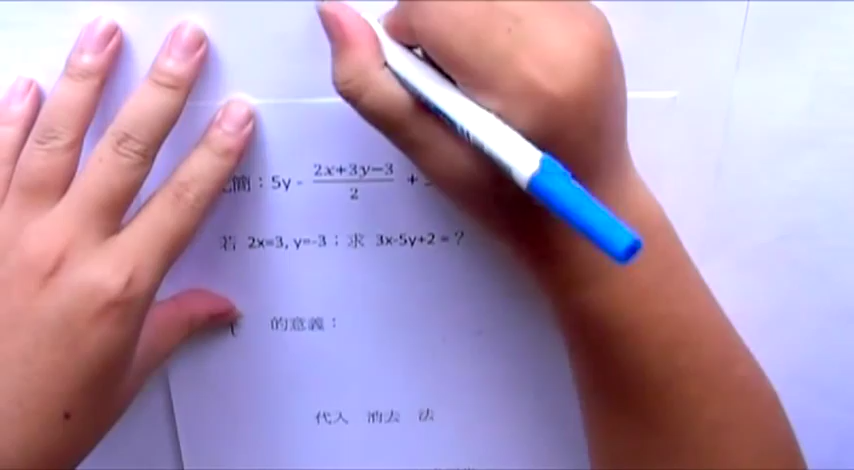 簡：5y - \frac{2x+3y-3}{2} +
若 2x=3, y=-3；求 3x-5y+2 =？
的意義：
代入 消去 法